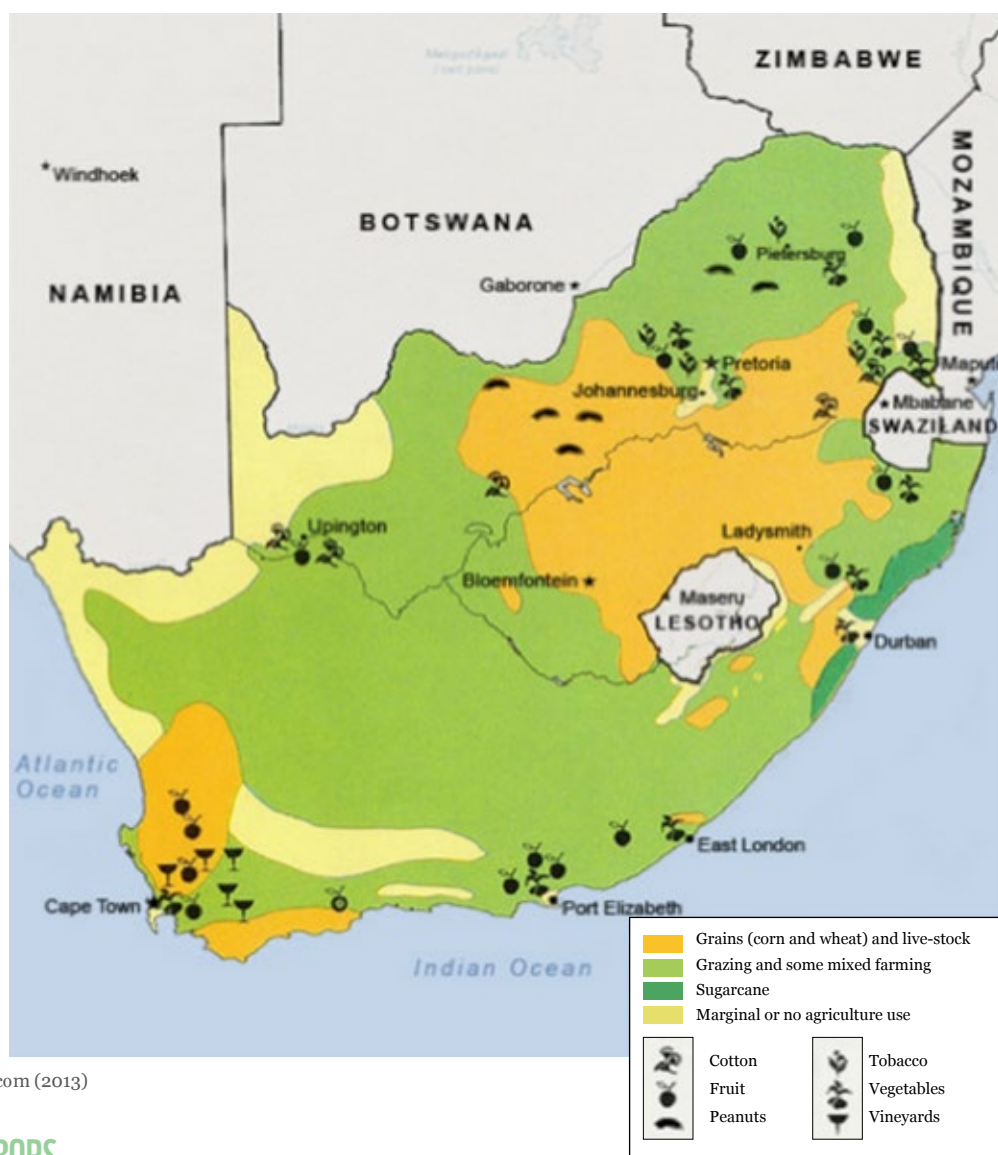 ZIMBABWE
Windhoek
MOZAMBIQUE
BOTSWANA
Pietersburg
Gaborone
NAMIBIA
Pretoria
Johannesburg
Mbabane
SWAZILAND
Upington
Ladysmith
Bloemfontein
Maseru
LESOTHO
Durban
Atlantic
Ocean
East London
Cape Town
Port Elizabeth
Indian Ocean
Grains (corn and wheat) and live-stock
Grazing and some mixed farming
Sugarcane
Marginal or no agriculture use
Cotton
Tobacco
Fruit
Vegetables
Peanuts
Vineyards
com (2013)